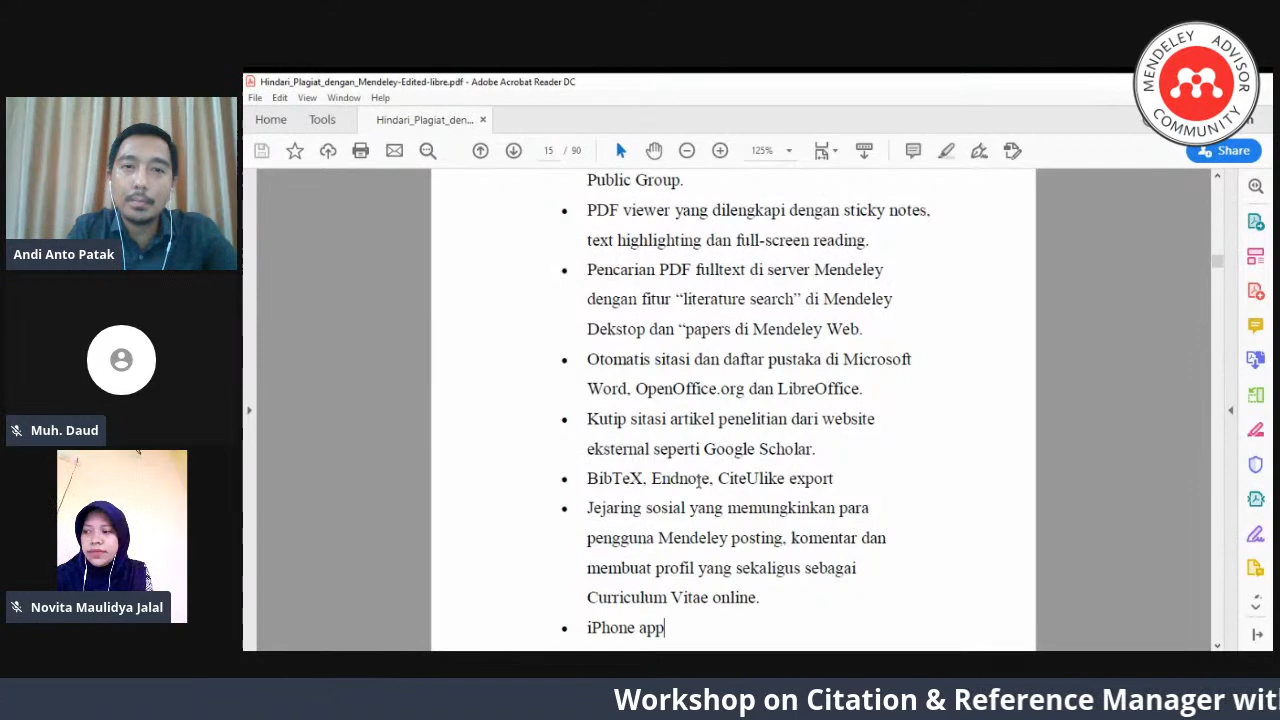 MENDELEY ADVISOR COMMUNITY
Hindari_Plagiat_dengan_Mendeley-Edited-libre.pdf - Adobe Acrobat Reader DC
File Edit View Window Help
Home Tools Hindari_Plagiat_den... ×
15 / 90 125% Share
Public Group.
• PDF viewer yang dilengkapi dengan sticky notes,
text highlighting dan full-screen reading.
• Pencarian PDF fulltext di server Mendeley
dengan fitur “literature search” di Mendeley
Dekstop dan “papers di Mendeley Web.
• Otomatis sitasi dan daftar pustaka di Microsoft
Word, OpenOffice.org dan LibreOffice.
• Kutip sitasi artikel penelitian dari website
eksternal seperti Google Scholar.
• BibTeX, Endnote, CiteUlike export
• Jejaring sosial yang memungkinkan para
pengguna Mendeley posting, komentar dan
membuat profil yang sekaligus sebagai
Curriculum Vitae online.
• iPhone app
Andi Anto Patak
Muh. Daud
Novita Maulidya Jalal
Workshop on Citation & Reference Manager wit